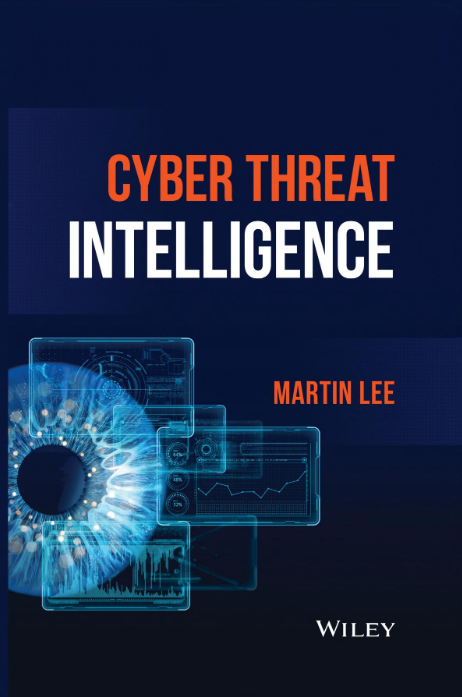 CYBER THREAT
INTELLIGENCE
MARTIN LEE
WILEY